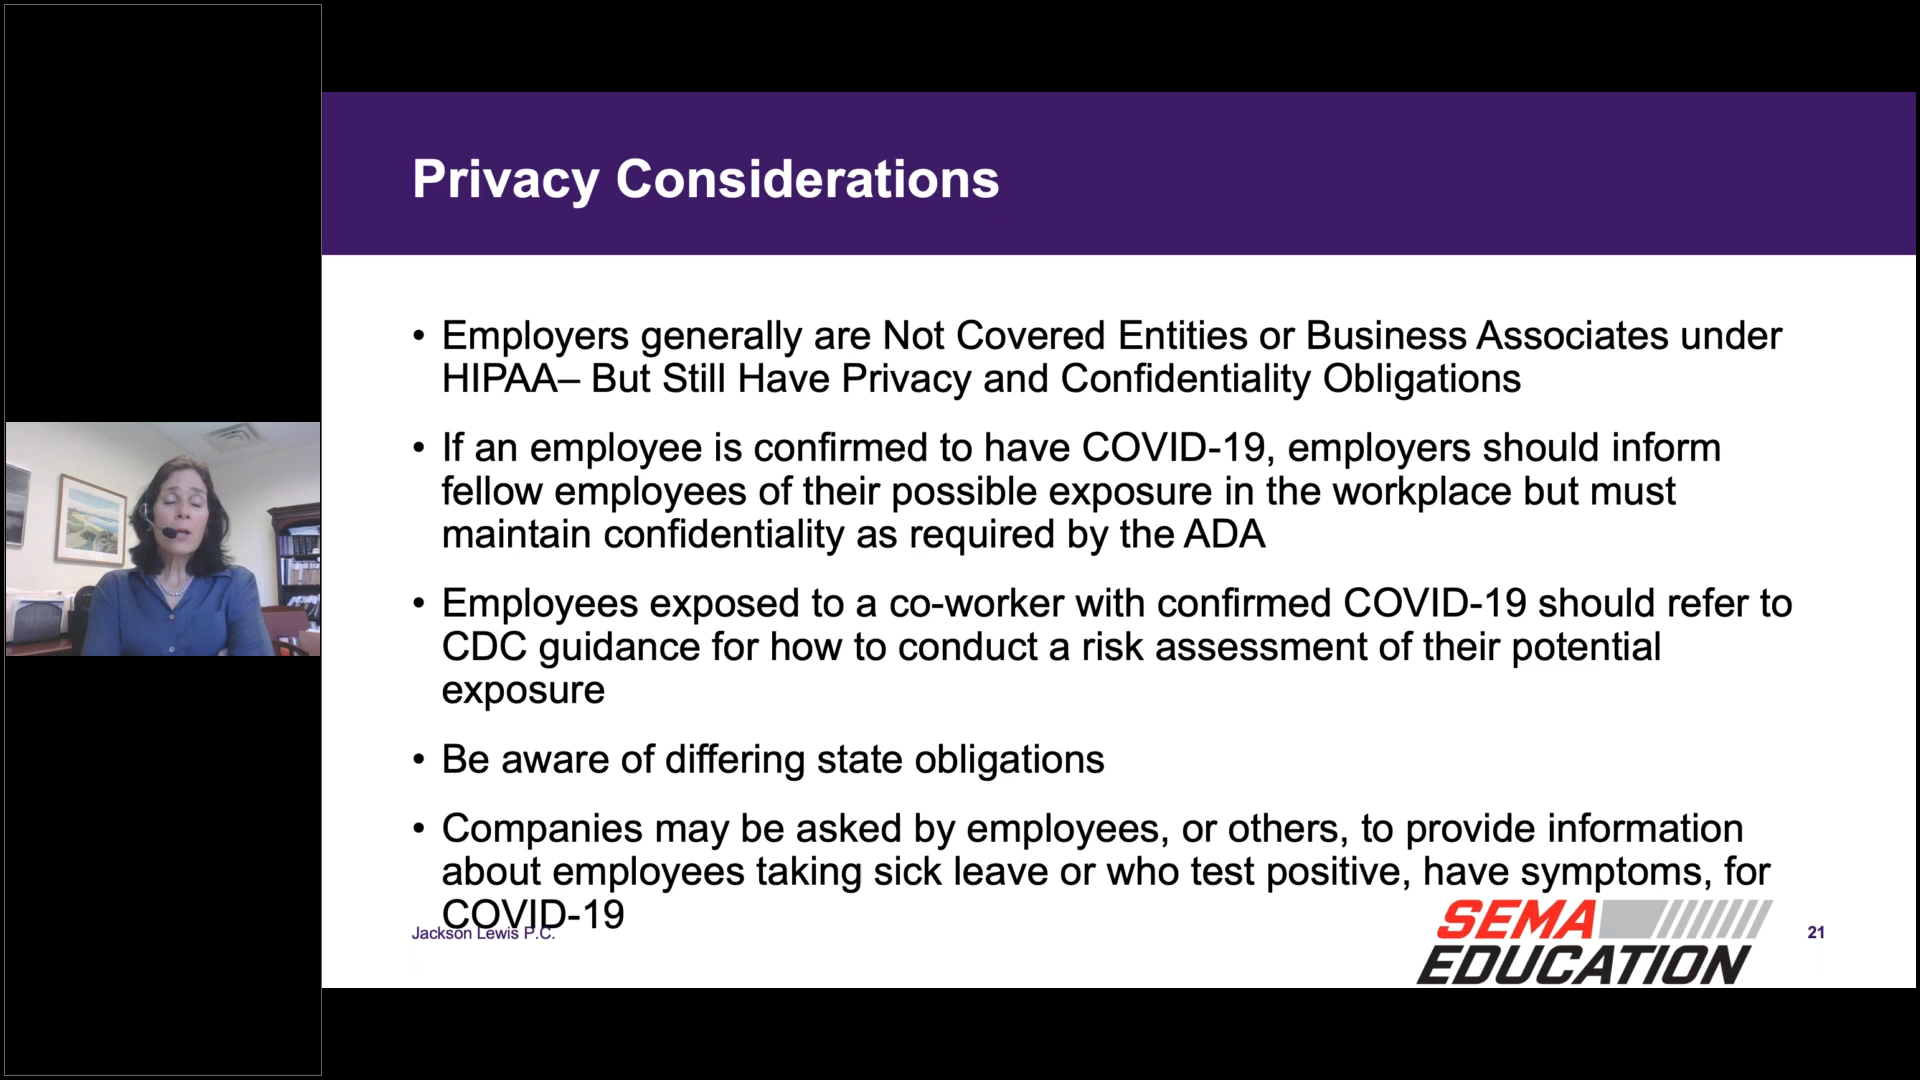 Privacy Considerations
• Employers generally are Not Covered Entities or Business Associates under
HIPAA– But Still Have Privacy and Confidentiality Obligations
• If an employee is confirmed to have COVID-19, employers should inform
fellow employees of their possible exposure in the workplace but must
maintain confidentiality as required by the ADA
• Employees exposed to a co-worker with confirmed COVID-19 should refer to
CDC guidance for how to conduct a risk assessment of their potential
exposure
• Be aware of differing state obligations
• Companies may be asked by employees, or others, to provide information
about employees taking sick leave or who test positive, have symptoms, for
COVID-19
Jackson Lewis P.C.
SEMA
EDUCATION
21